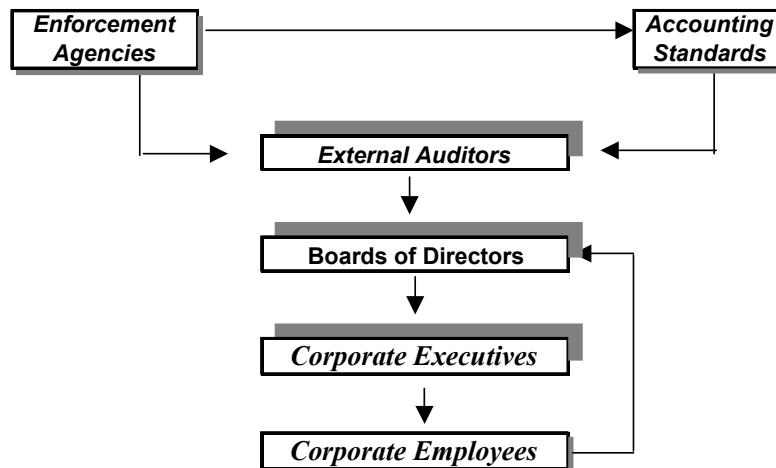 Enforcement
Agencies
Accounting
Standards
External Auditors
Boards of Directors
Corporate Executives
Corporate Employees